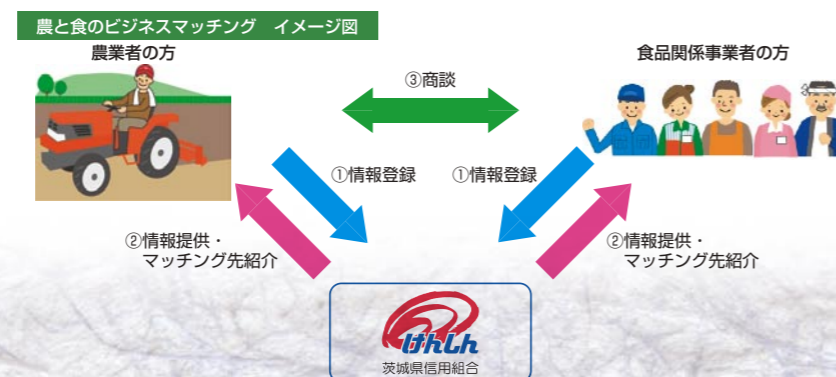 農と食のビジネスマッチング　イメージ図
農業者の方
食品関係事業者の方
③商談
①情報登録
①情報登録
②情報提供・
マッチング先紹介
②情報提供・
マッチング先紹介
けんしん
茨城県信用組合